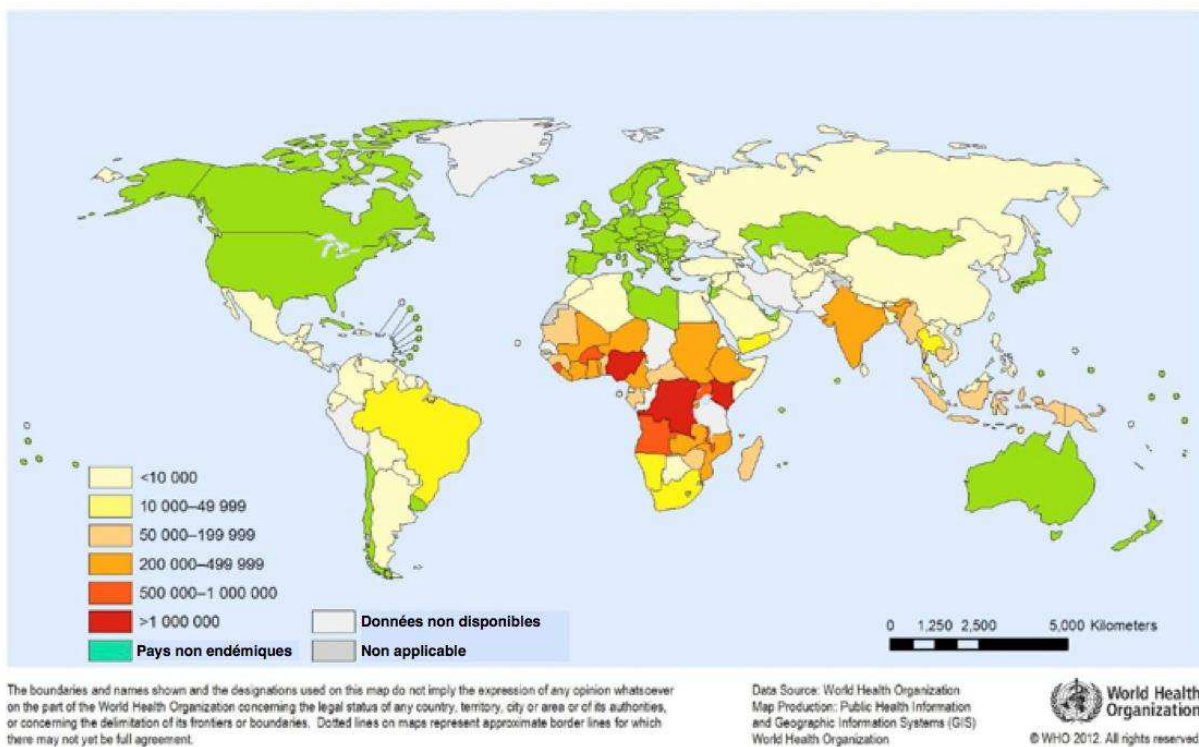 <10 000
10 000–49 999
50 000–199 999
200 000–499 999
500 000–1 000 000
>1 000 000
Pays non endémiques
Données non disponibles
Non applicable
0 1,250 2,500 5,000 Kilometers
The boundaries and names shown and the designations used on this map do not imply the expression of any opinion whatsoever
on the part of the World Health Organization concerning the legal status of any country, territory, city or area or of its authorities,
or concerning the delimitation of its frontiers or boundaries. Dotted lines on maps represent approximate border lines for which
there may not yet be full agreement.
Data Source: World Health Organization
Map Production: Public Health Information
and Geographic Information Systems (GIS)
World Health Organization
World Health
Organization
© WHO 2012. All rights reserved